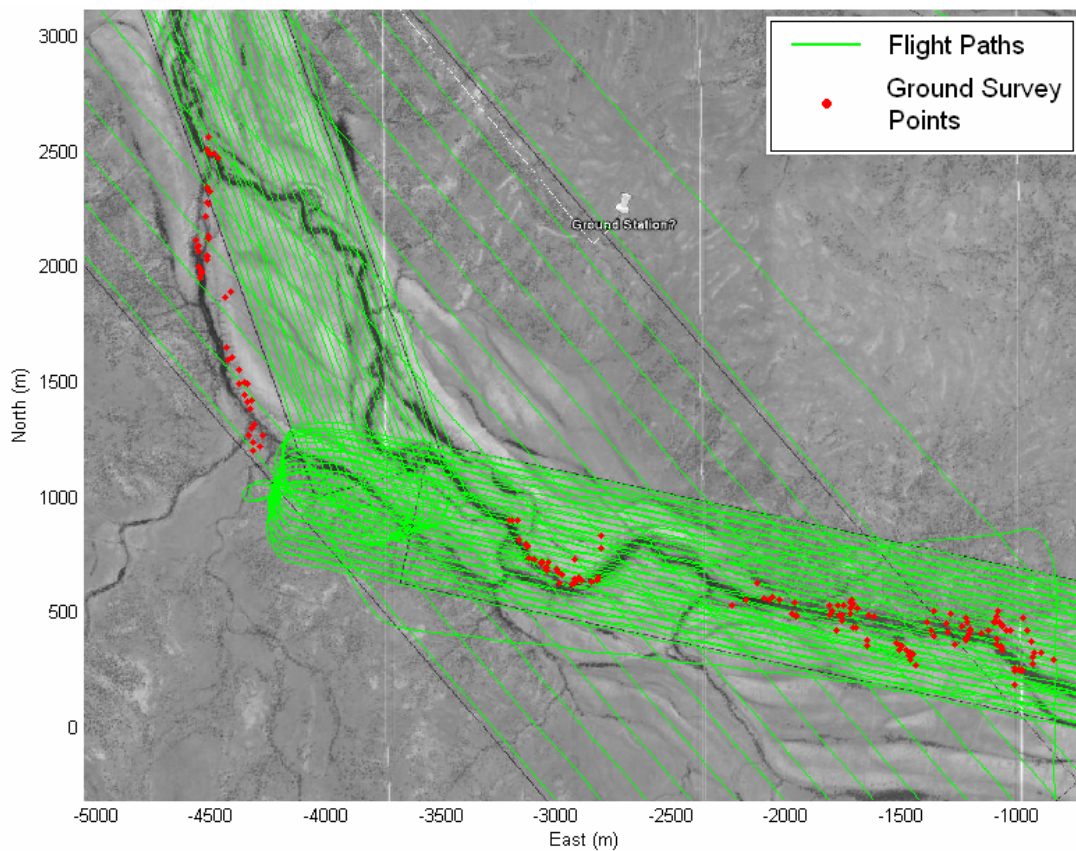 3000
2500
2000
1500
1000
500
0
North (m)
Flight Paths
Ground Survey
Points
Ground Station?
-5000 -4500 -4000 -3500 -3000 -2500 -2000 -1500 -1000
East (m)